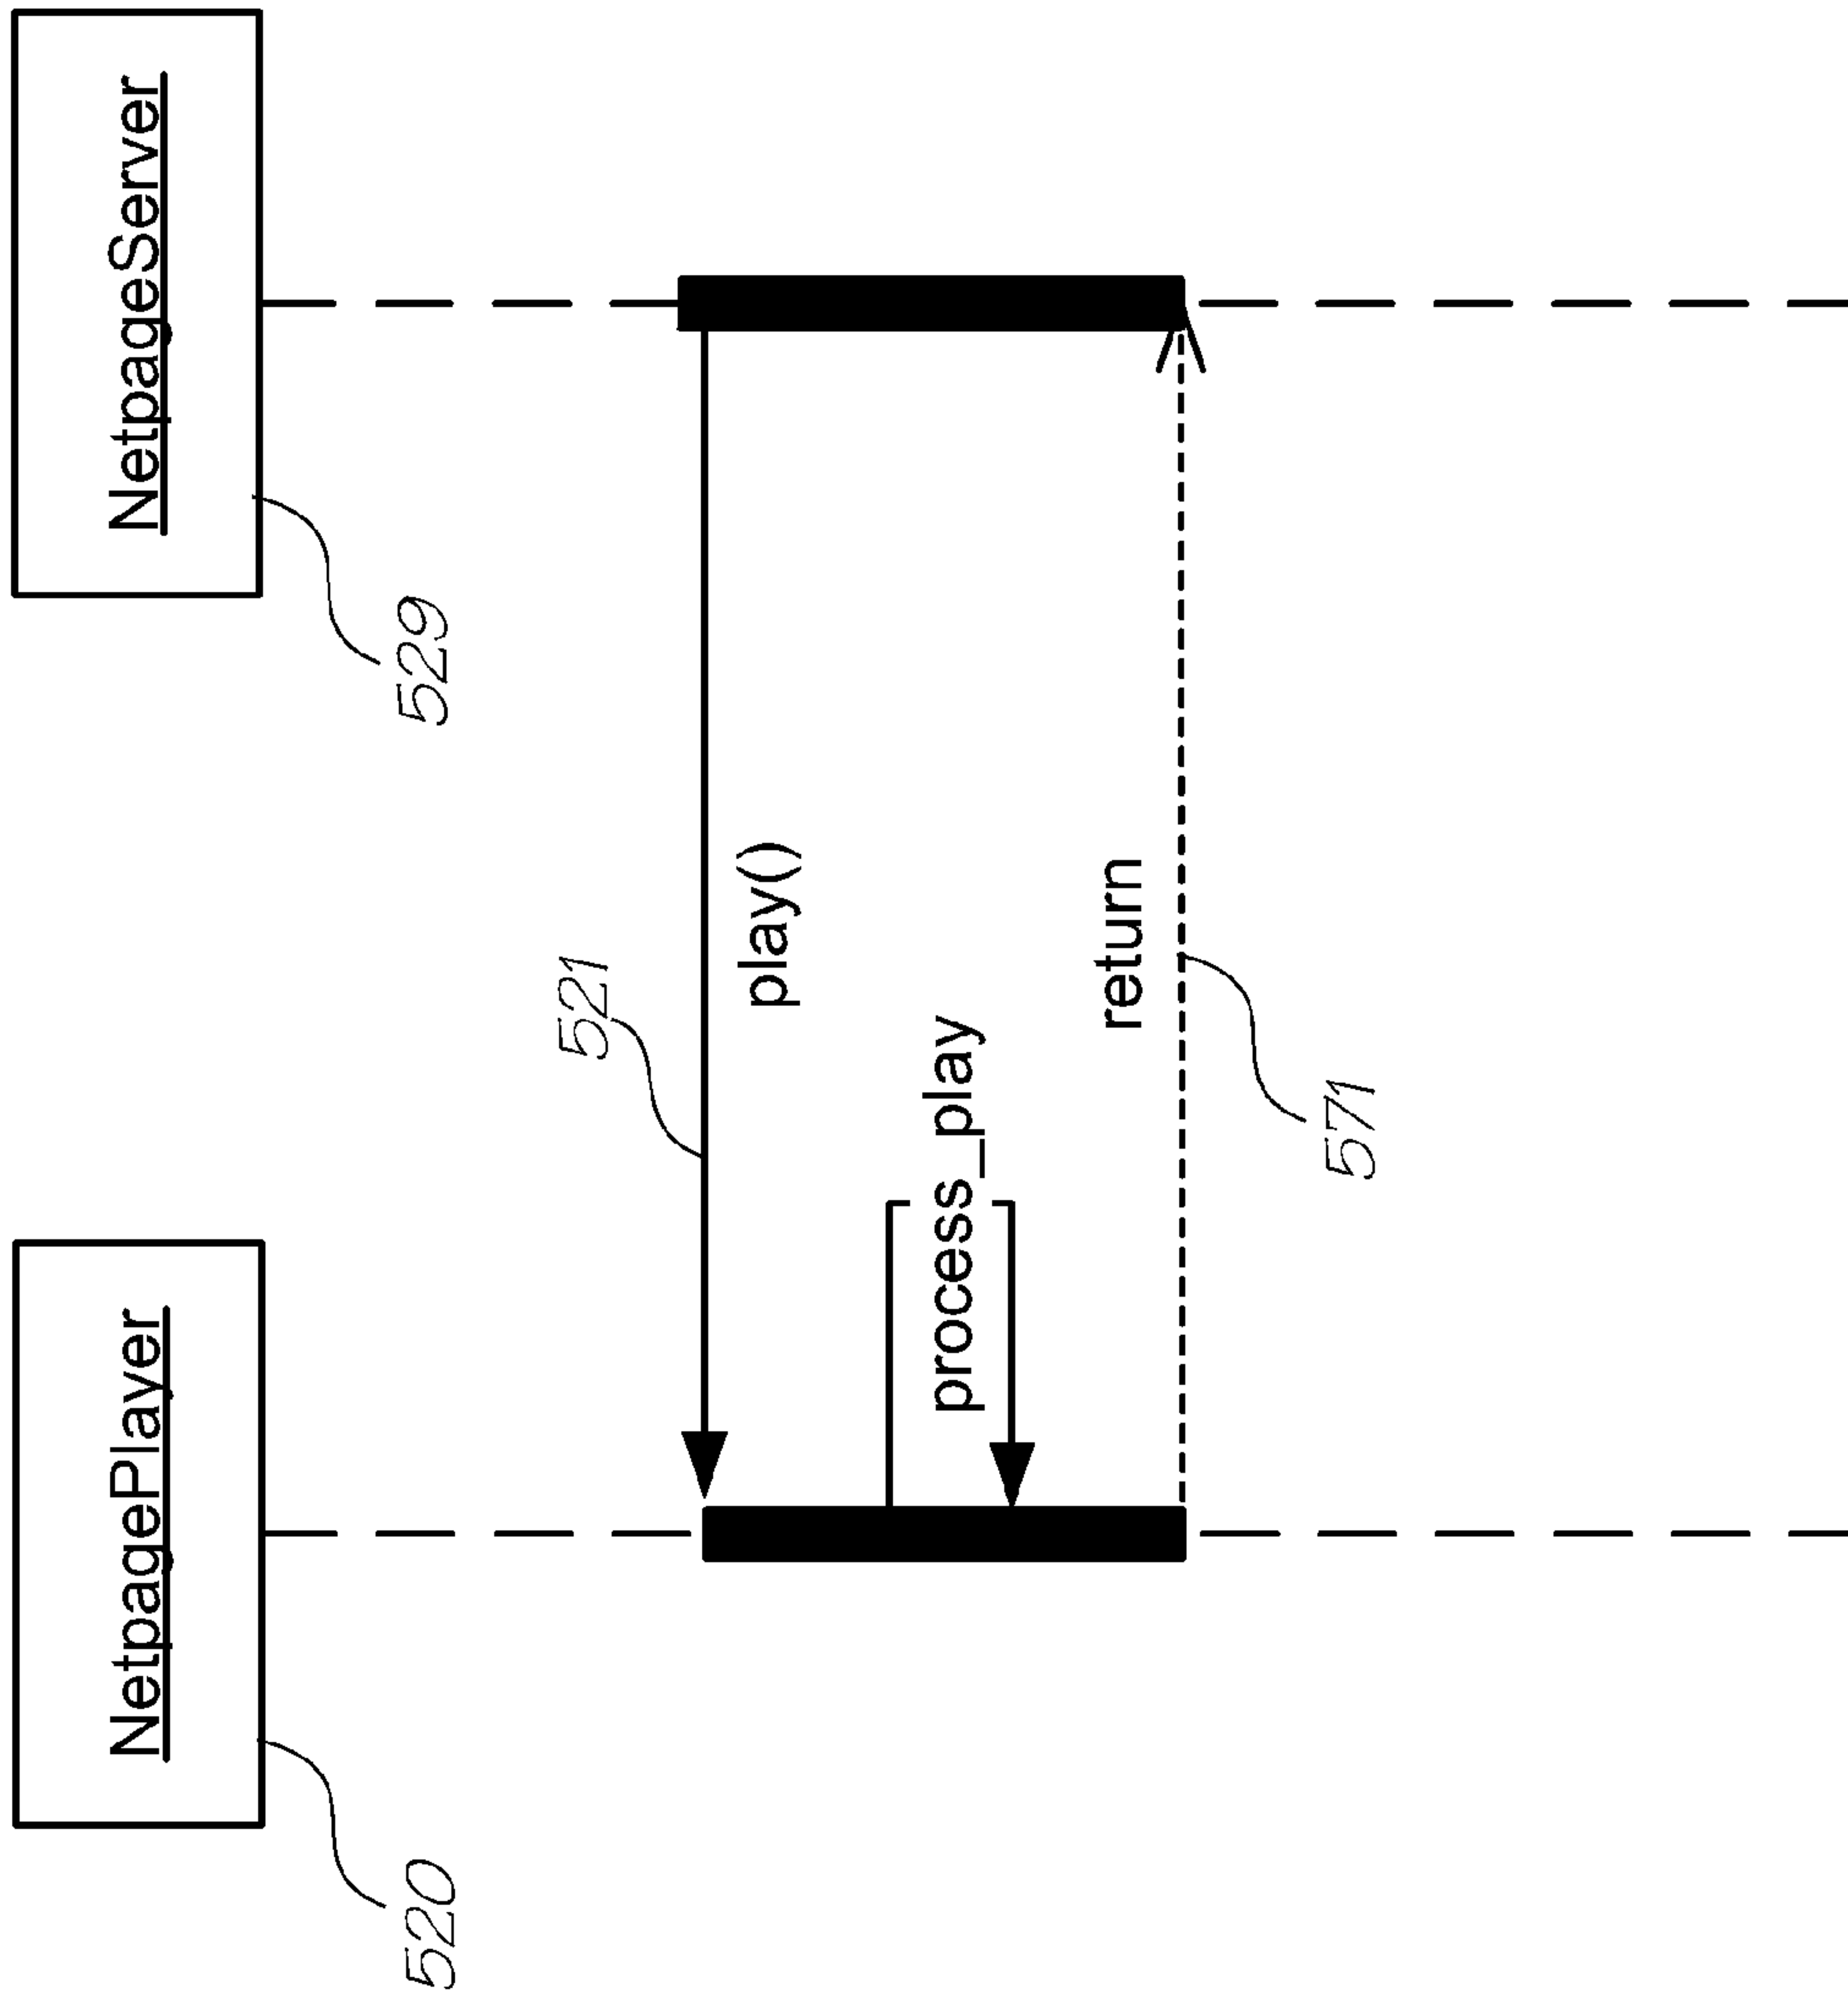 NetpagePlayer
NetpageServer
520
529
521
play()
process_play
return
571